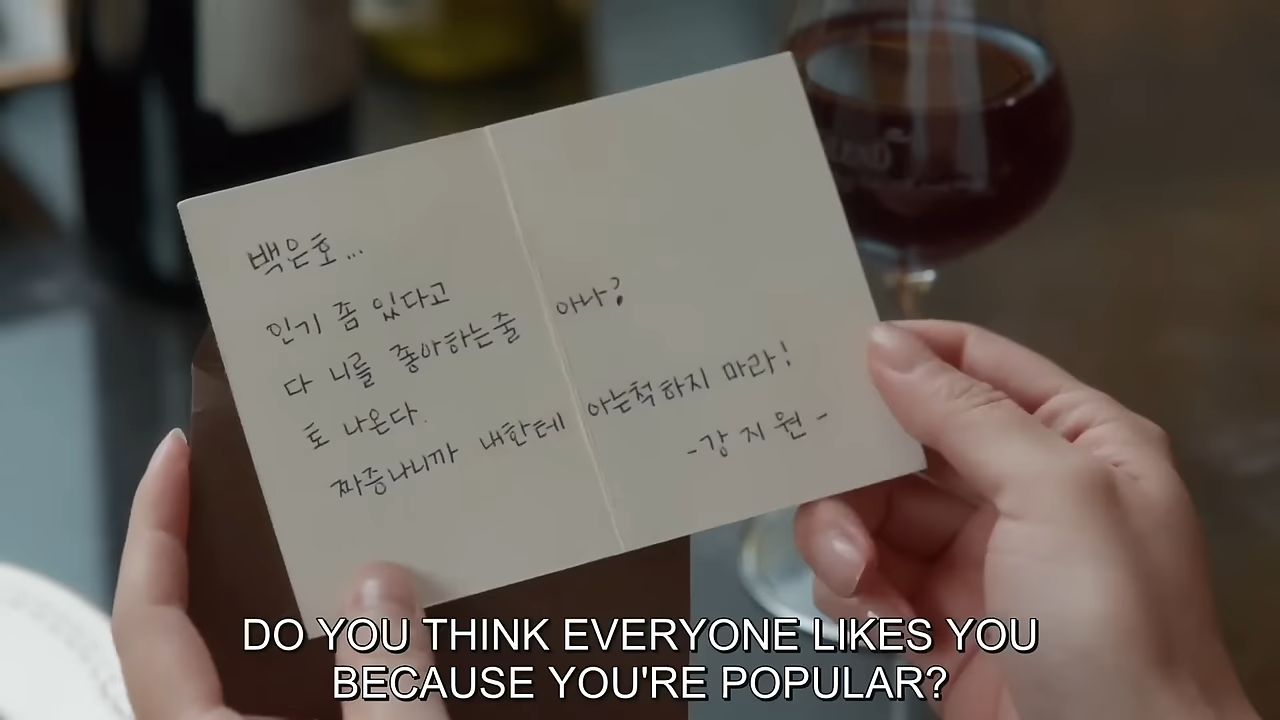 백은호...
인기 좀 있다고
다 니를 좋아하는줄 아나?
토 나온다.
짜증나니까 내한테 아는척하지 마라!
-강지원-
DO YOU THINK EVERYONE LIKES YOU
BECAUSE YOU'RE POPULAR?